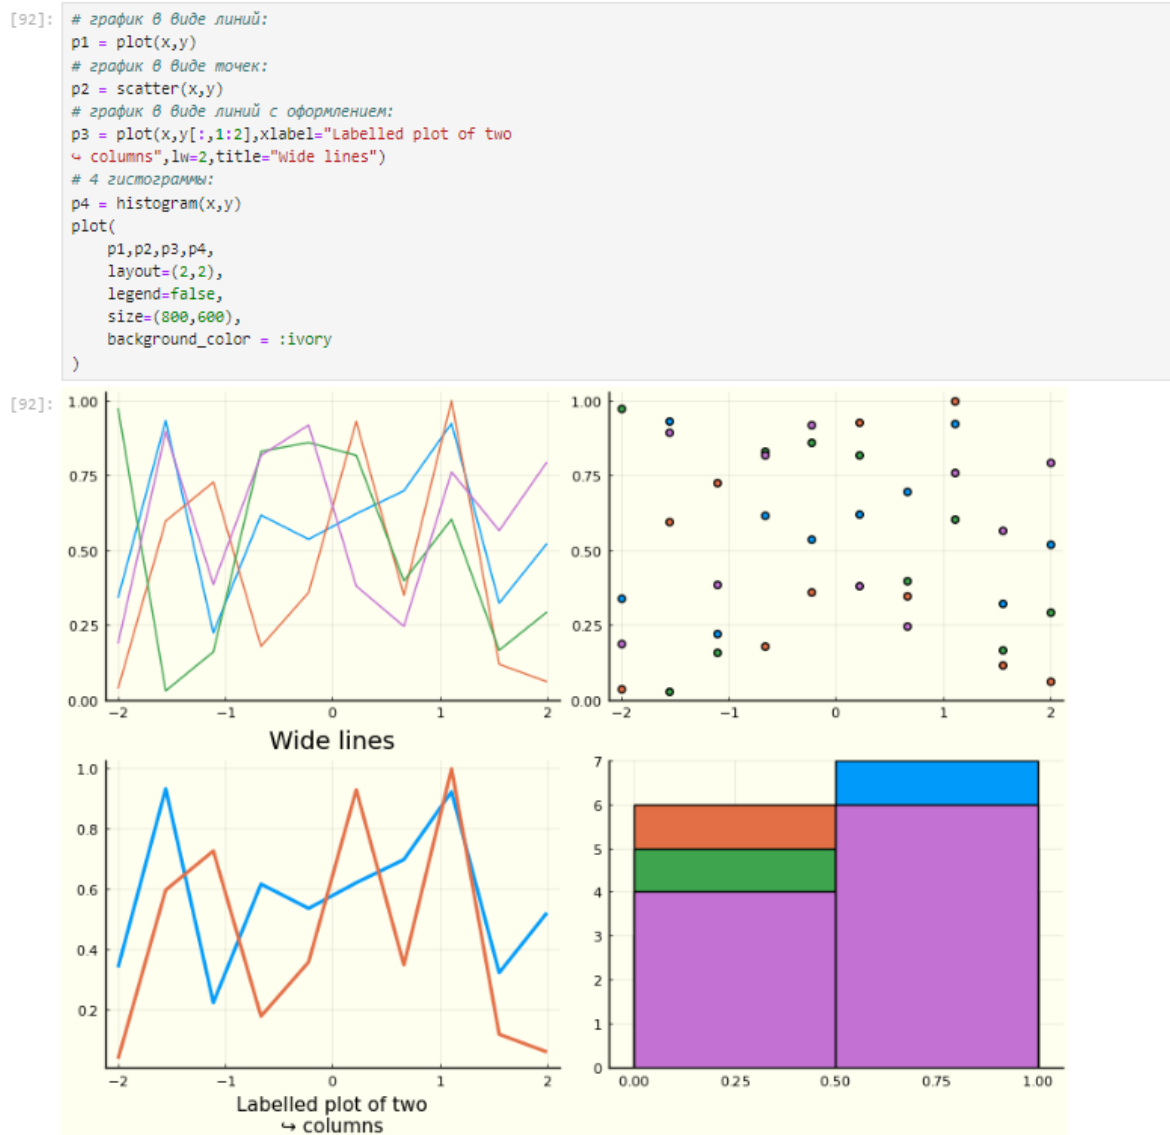 [92]:
# график в виде линий:
p1 = plot(x,y)
# график в виде точек:
p2 = scatter(x,y)
# график в виде линий с оформлением:
p3 = plot(x,y[:,1:2],xlabel="Labelled plot of two
↪ columns",lw=2,title="Wide lines")
# 4 гистограммы:
p4 = histogram(x,y)
plot(
    p1,p2,p3,p4,
    layout=(2,2),
    legend=false,
    size=(800,600),
    background_color = :ivory
)
[92]:
1.00
0.75
0.50
0.25
0.00
−2 −1 0 1 2
1.00
0.75
0.50
0.25
0.00
−2 −1 0 1 2
Wide lines
1.0
0.8
0.6
0.4
0.2
−2 −1 0 1 2
Labelled plot of two
↪ columns
7
6
5
4
3
2
1
0
0.00 0.25 0.50 0.75 1.00